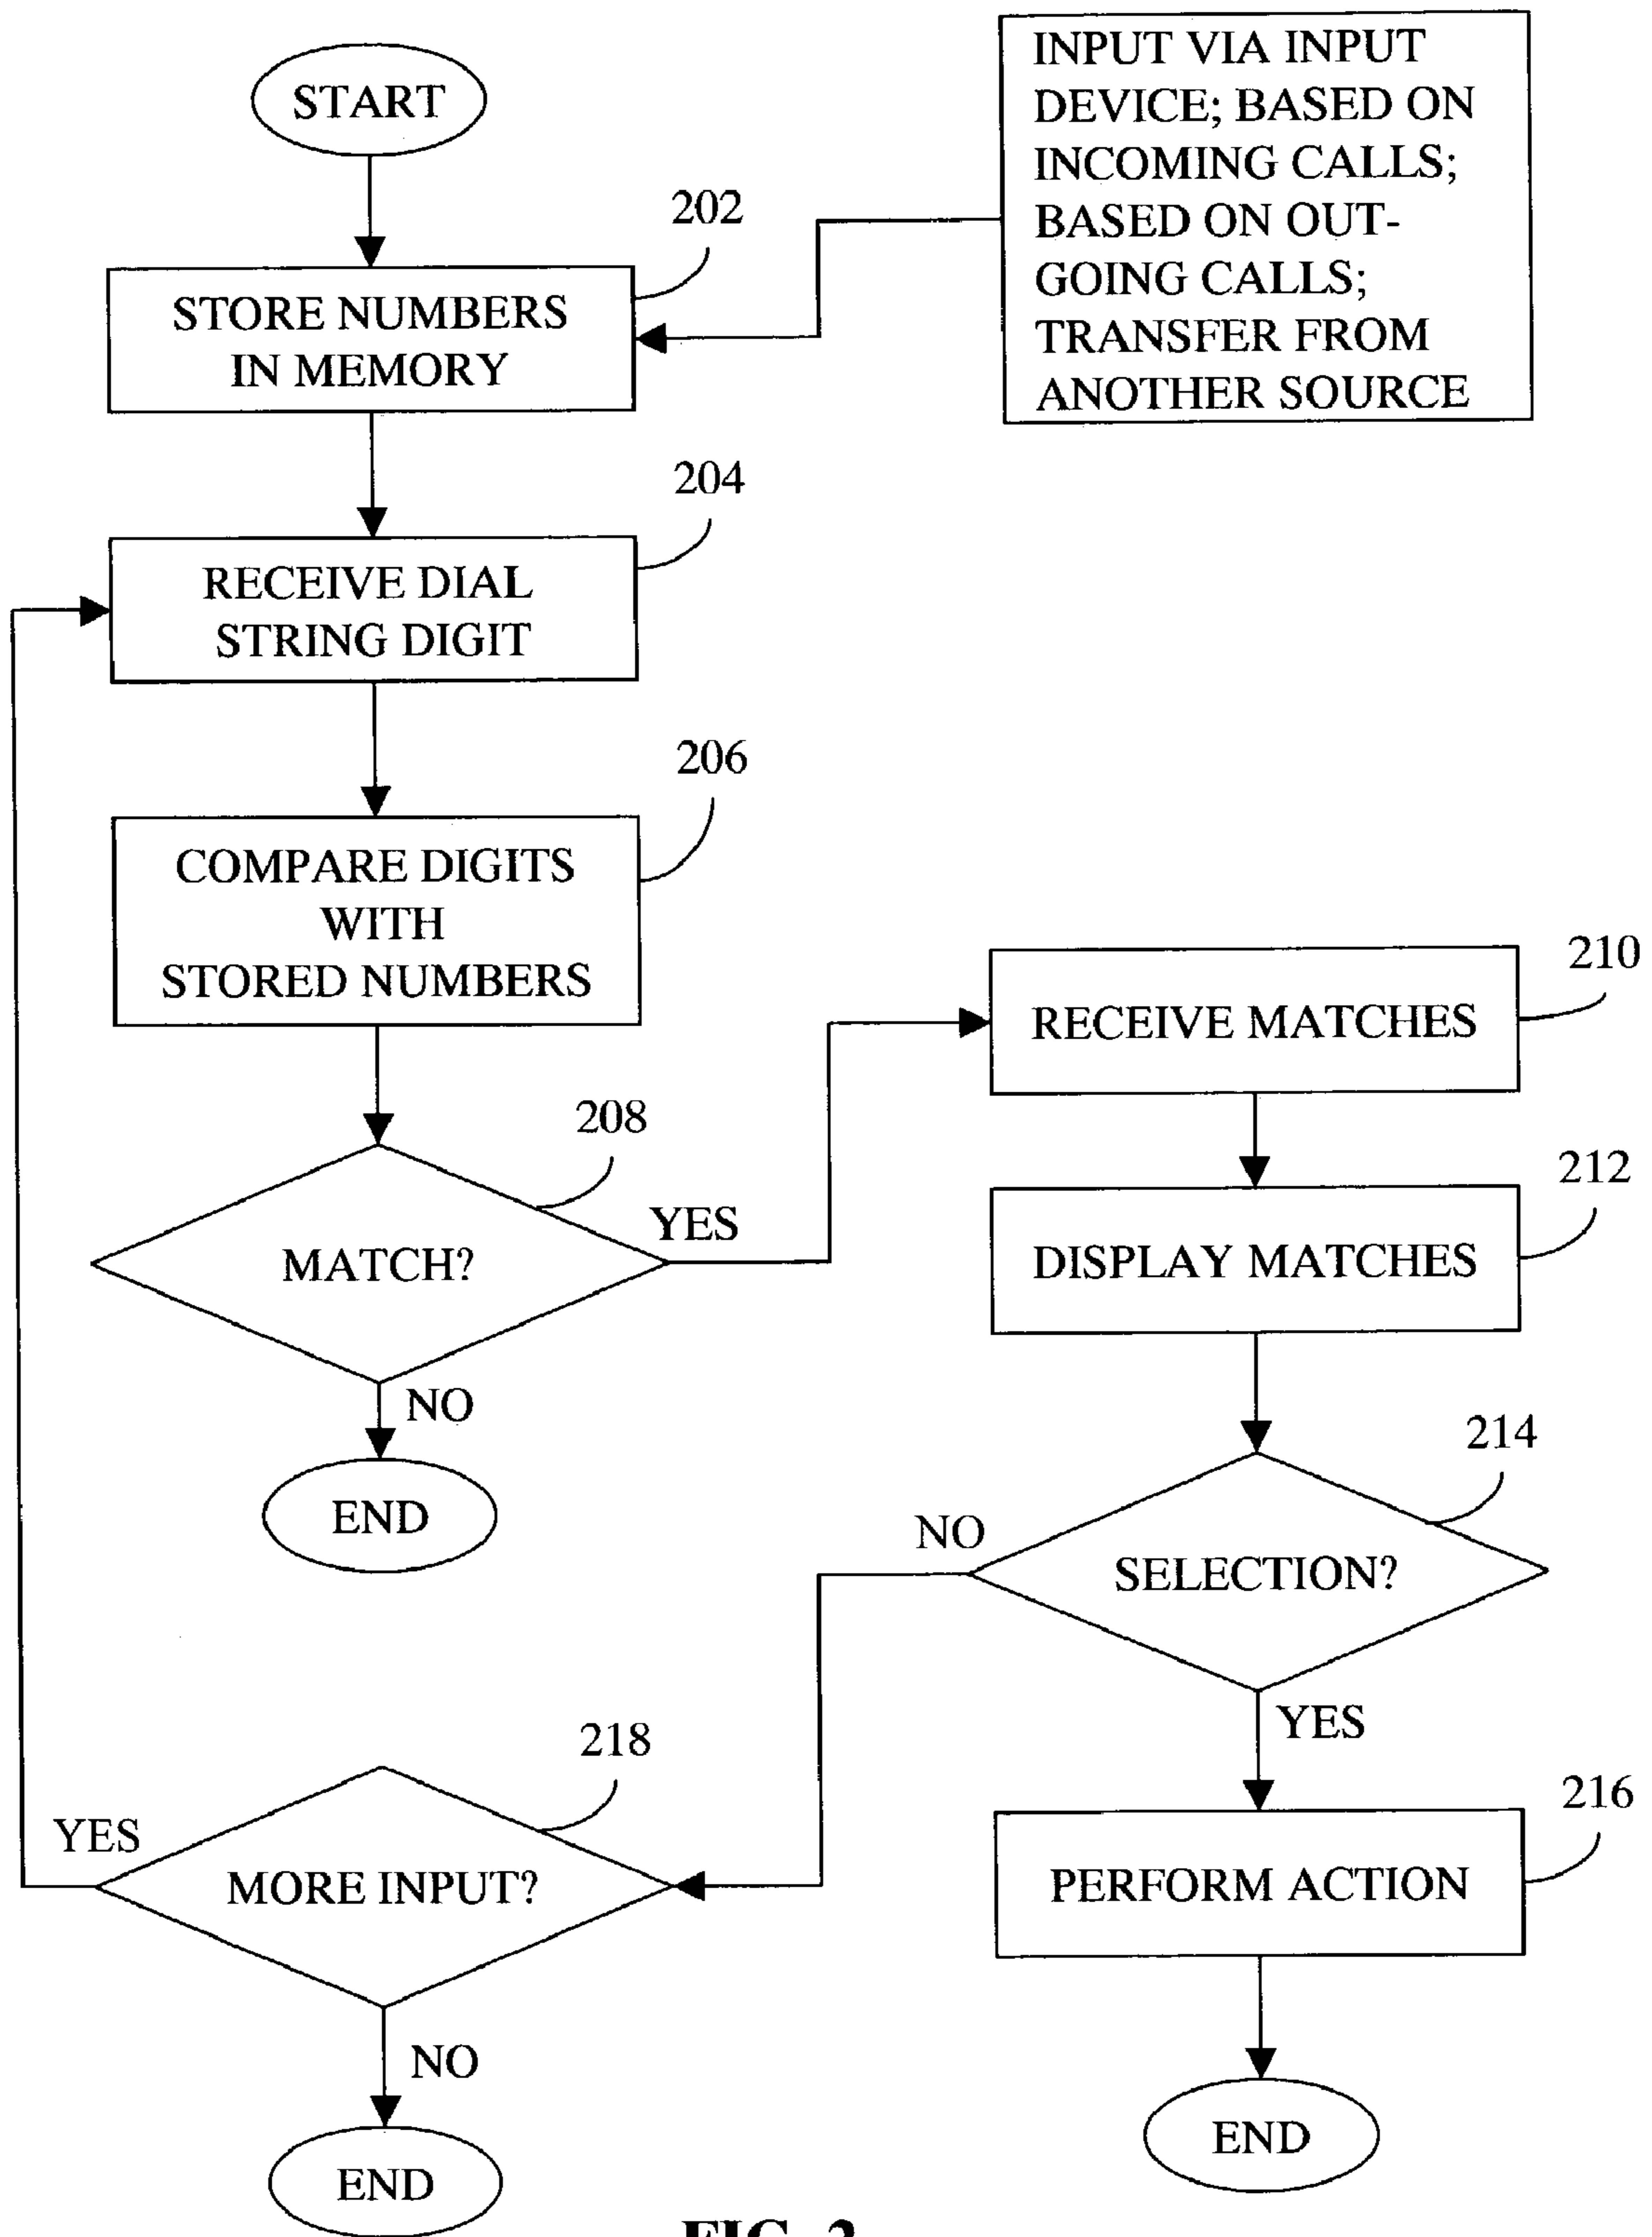 START
INPUT VIA INPUT
DEVICE; BASED ON
INCOMING CALLS;
BASED ON OUT-
GOING CALLS;
TRANSFER FROM
ANOTHER SOURCE
202
STORE NUMBERS
IN MEMORY
204
RECEIVE DIAL
STRING DIGIT
206
COMPARE DIGITS
WITH
STORED NUMBERS
208
MATCH?
YES
NO
END
210
RECEIVE MATCHES
212
DISPLAY MATCHES
214
SELECTION?
NO
YES
216
PERFORM ACTION
END
218
MORE INPUT?
YES
NO
END
FIG. 2